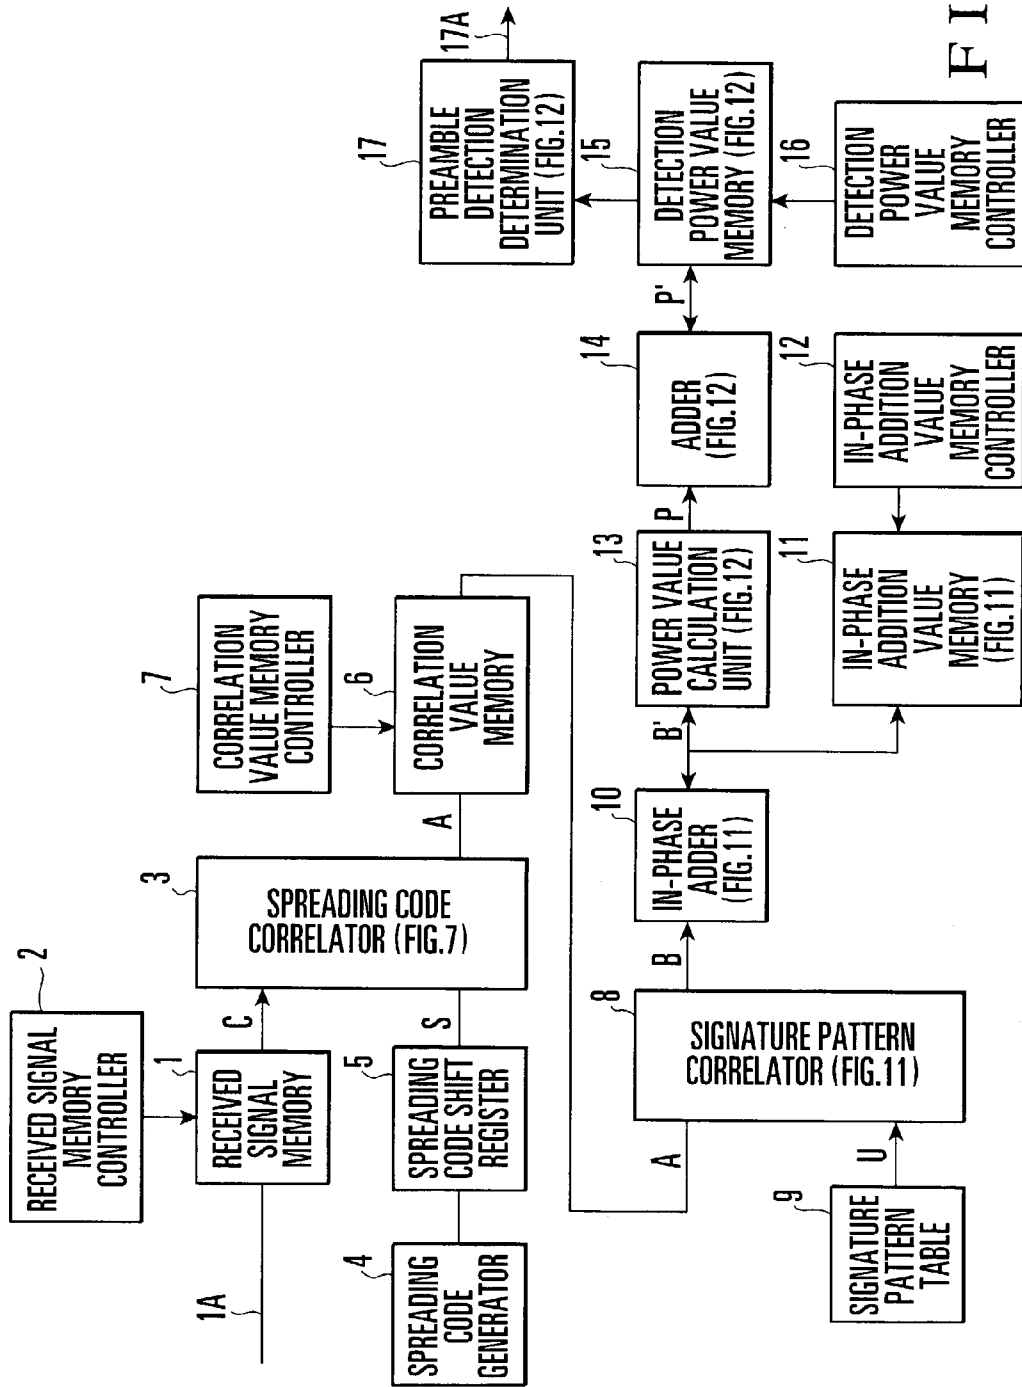 2
RECEIVED SIGNAL
MEMORY
CONTROLLER
7
CORRELATION
VALUE MEMORY
CONTROLLER
1A
1
RECEIVED
SIGNAL
MEMORY
C
3
SPREADING CODE
CORRELATOR (FIG.7)
A
6
CORRELATION
VALUE
MEMORY
4
SPREADING
CODE
GENERATOR
5
SPREADING
CODE SHIFT
REGISTER
S
17
PREAMBLE
DETECTION
DETERMINATION
UNIT (FIG.12)
17A
A
8
SIGNATURE PATTERN
CORRELATOR (FIG.11)
B
10
IN-PHASE
ADDER
(FIG.11)
B'
13
POWER VALUE
CALCULATION
UNIT (FIG.12)
P
14
ADDER
(FIG.12)
P'
15
DETECTION
POWER VALUE
MEMORY (FIG.12)
9
SIGNATURE
PATTERN
TABLE
U
11
IN-PHASE
ADDITION
VALUE
MEMORY
(FIG.11)
12
IN-PHASE
ADDITION
VALUE
MEMORY
CONTROLLER
16
DETECTION
POWER
VALUE
MEMORY
CONTROLLER
F I